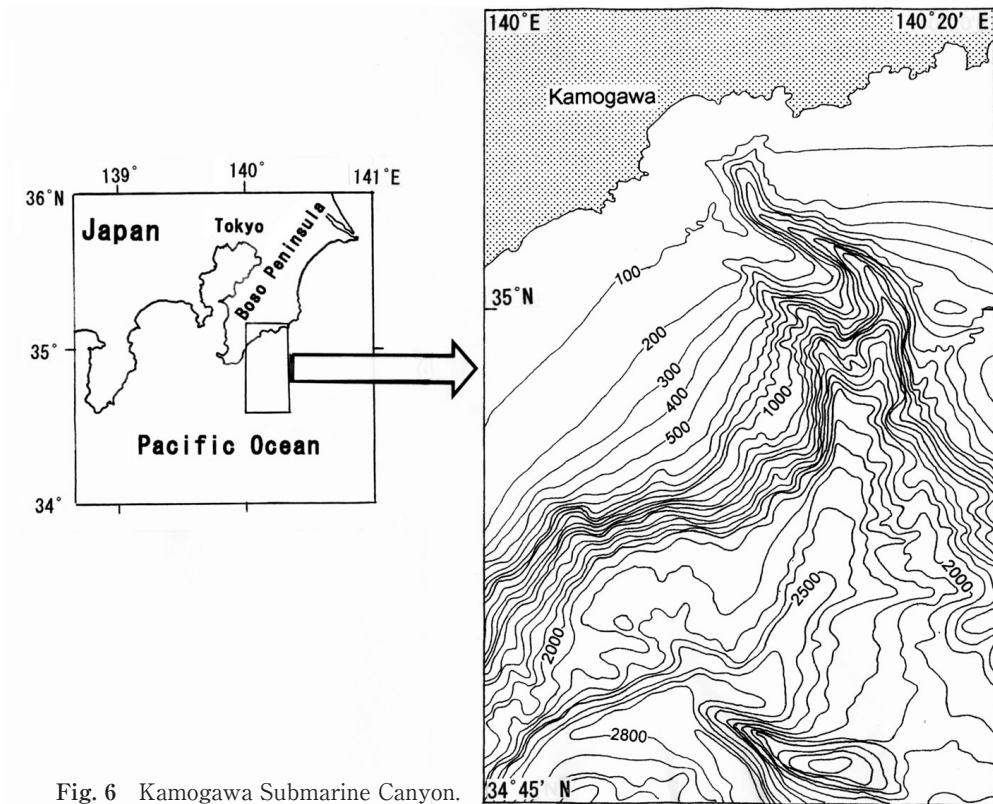 139°
140°
141°E
36°N
Japan
Tokyo
Boso Peninsula
35°
Pacific Ocean
34°
140°E
140°20' E
Kamogawa
100
35°N
200
300
400
500
1000
2000
2500
2000
2800
34°45' N
Fig. 6 Kamogawa Submarine Canyon.